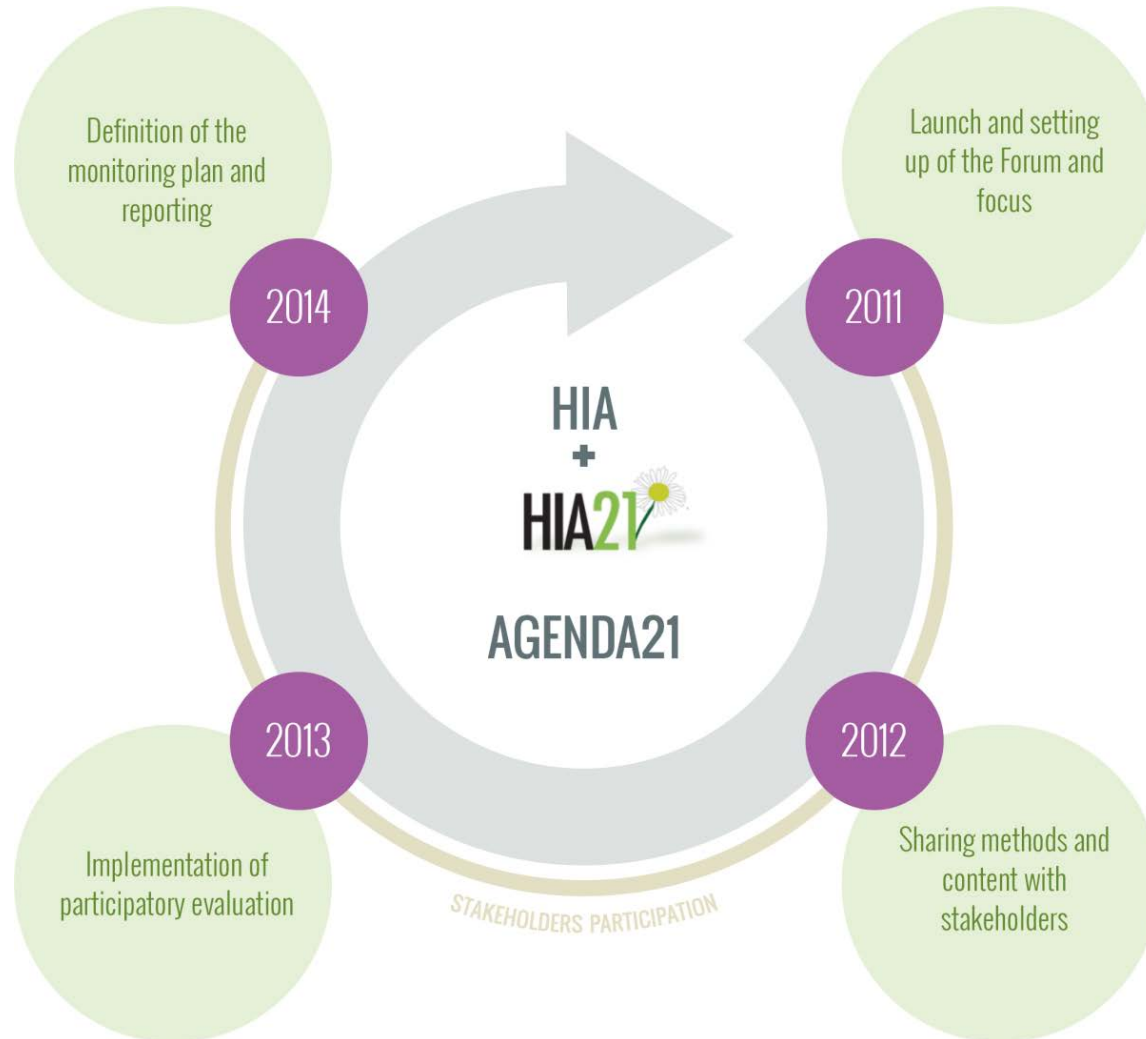 Definition of the
monitoring plan and
reporting
2014
Launch and setting
up of the Forum and
focus
2011
HIA
+
HIA21
AGENDA21
2013
Implementation of
participatory evaluation
2012
Sharing methods and
content with
stakeholders
STAKEHOLDERS PARTICIPATION